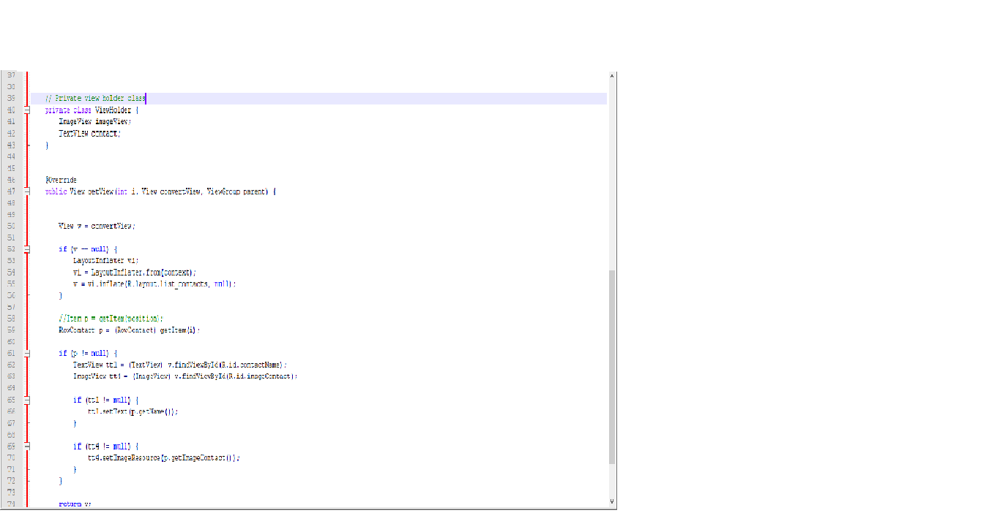 37
38
39 // Private view holder class
40 private class ViewHolder {
41 ImageView imageView;
42 TextView contact;
43 }
44
45
46 @Override
47 public View getView(int i, View convertView, ViewGroup parent) {
48
49
50 View v = convertView;
51
52 if (v == null) {
53 LayoutInflater vi;
54 vi = LayoutInflater.from(context);
55 v = vi.inflate(R.layout.list_contacts, null);
56 }
57
58 //Item p = getItem(position);
59 RowContact p = (RowContact) getItem(i);
60
61 if (p != null) {
62 TextView tt1 = (TextView) v.findViewById(R.id.contactName);
63 ImageView tt4 = (ImageView) v.findViewById(R.id.imageContact);
64
65 if (tt1 != null) {
66 tt1.setText(p.getName());
67 }
68
69 if (tt4 != null) {
70 tt4.setImageResource(p.getImageContact());
71 }
72 }
73
74 return v;